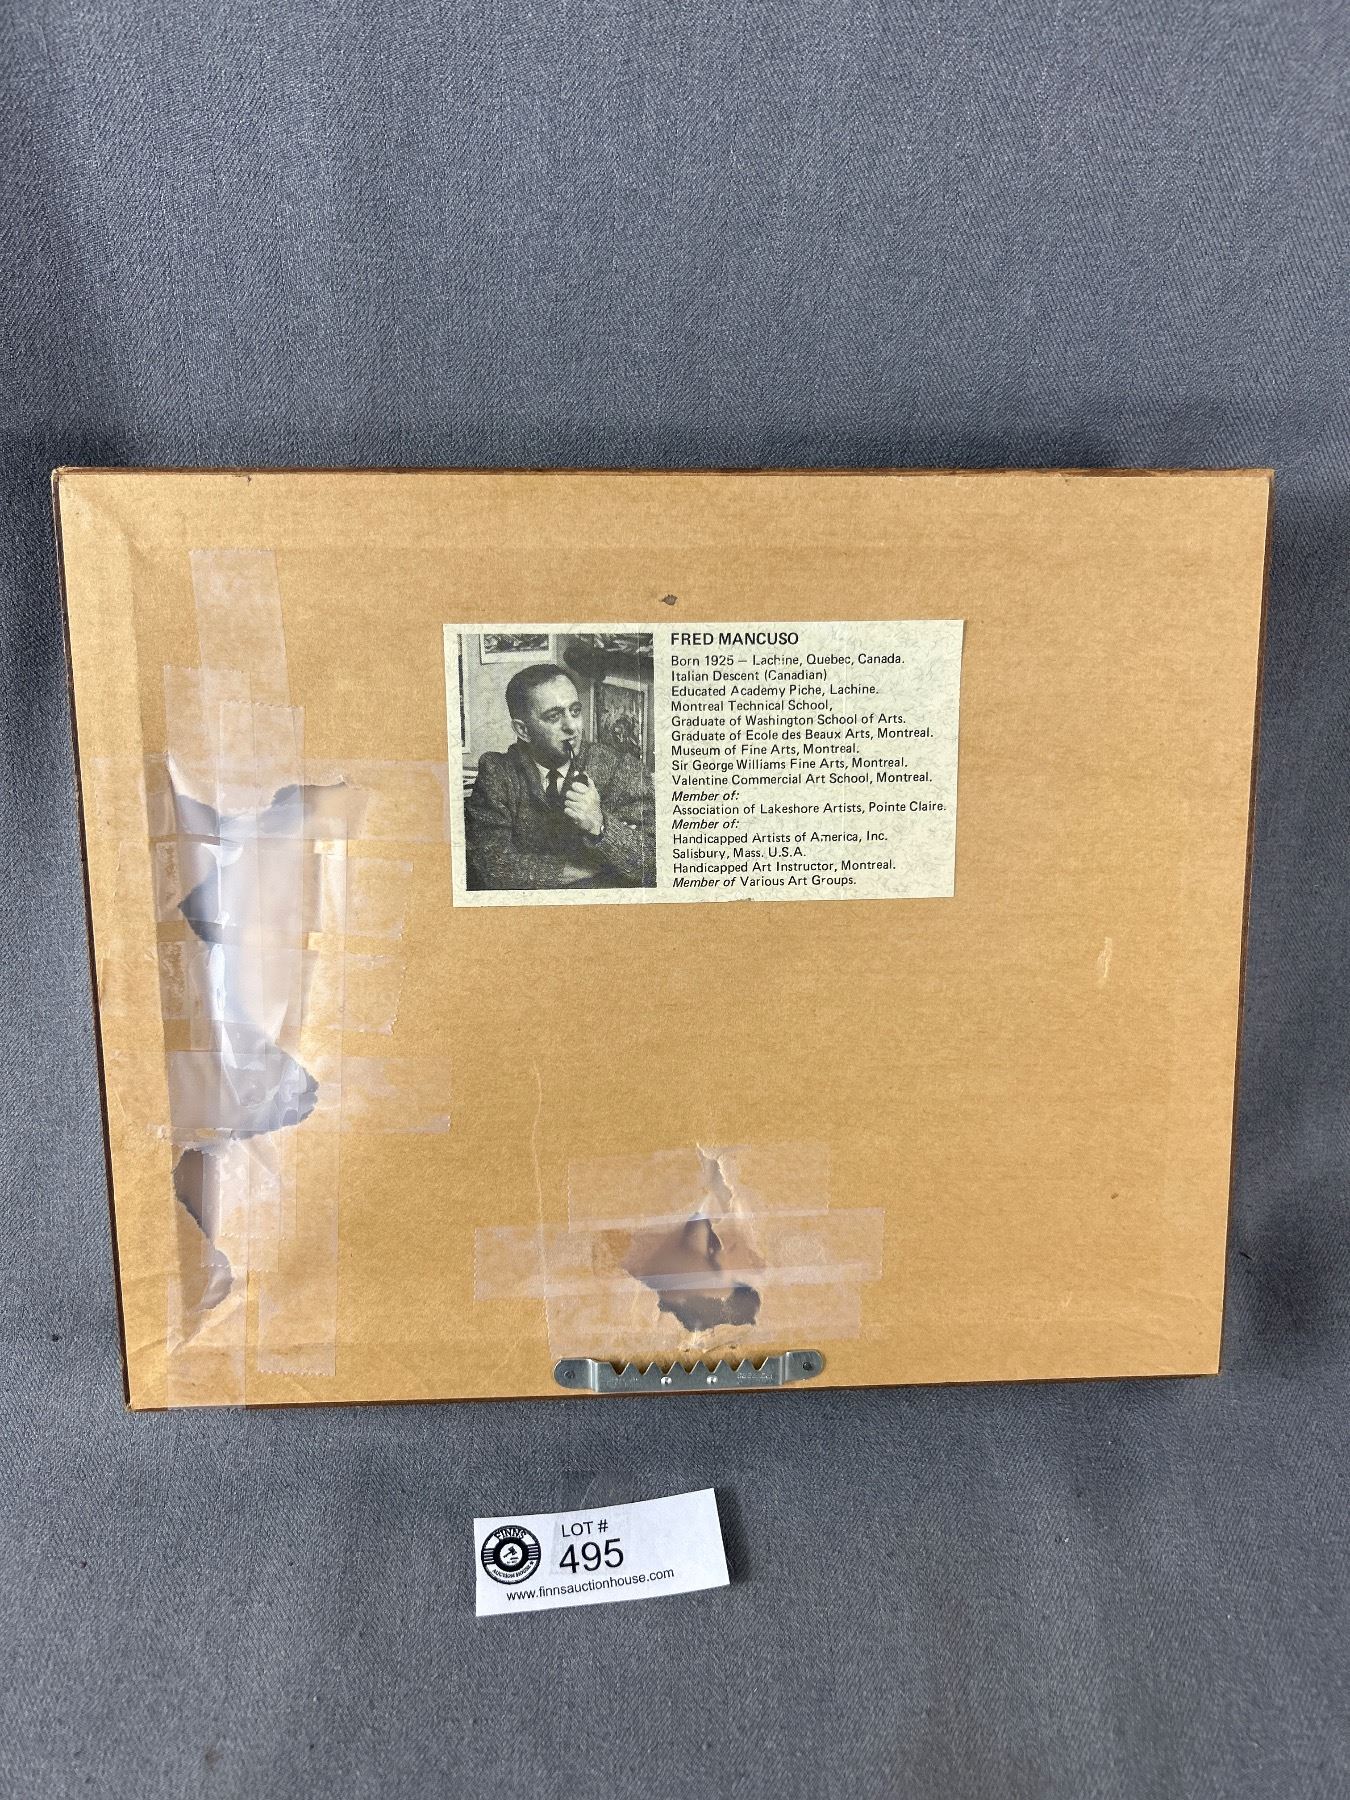 FRED MANCUSO
Born 1925 — Lachine, Quebec, Canada.
Italian Descent (Canadian)
Educated Academy Piche, Lachine.
Montreal Technical School,
Graduate of Washington School of Arts.
Graduate of Ecole des Beaux Arts, Montreal.
Museum of Fine Arts, Montreal.
Sir George Williams Fine Arts, Montreal.
Valentine Commercial Art School, Montreal.
Member of:
Association of Lakeshore Artists, Pointe Claire.
Member of:
Handicapped Artists of America, Inc.
Salisbury, Mass. U.S.A.
Handicapped Art Instructor, Montreal.
Member of Various Art Groups.
FINNS
AUCTION HOUSE
LOT #
495
www.finnsauctionhouse.com